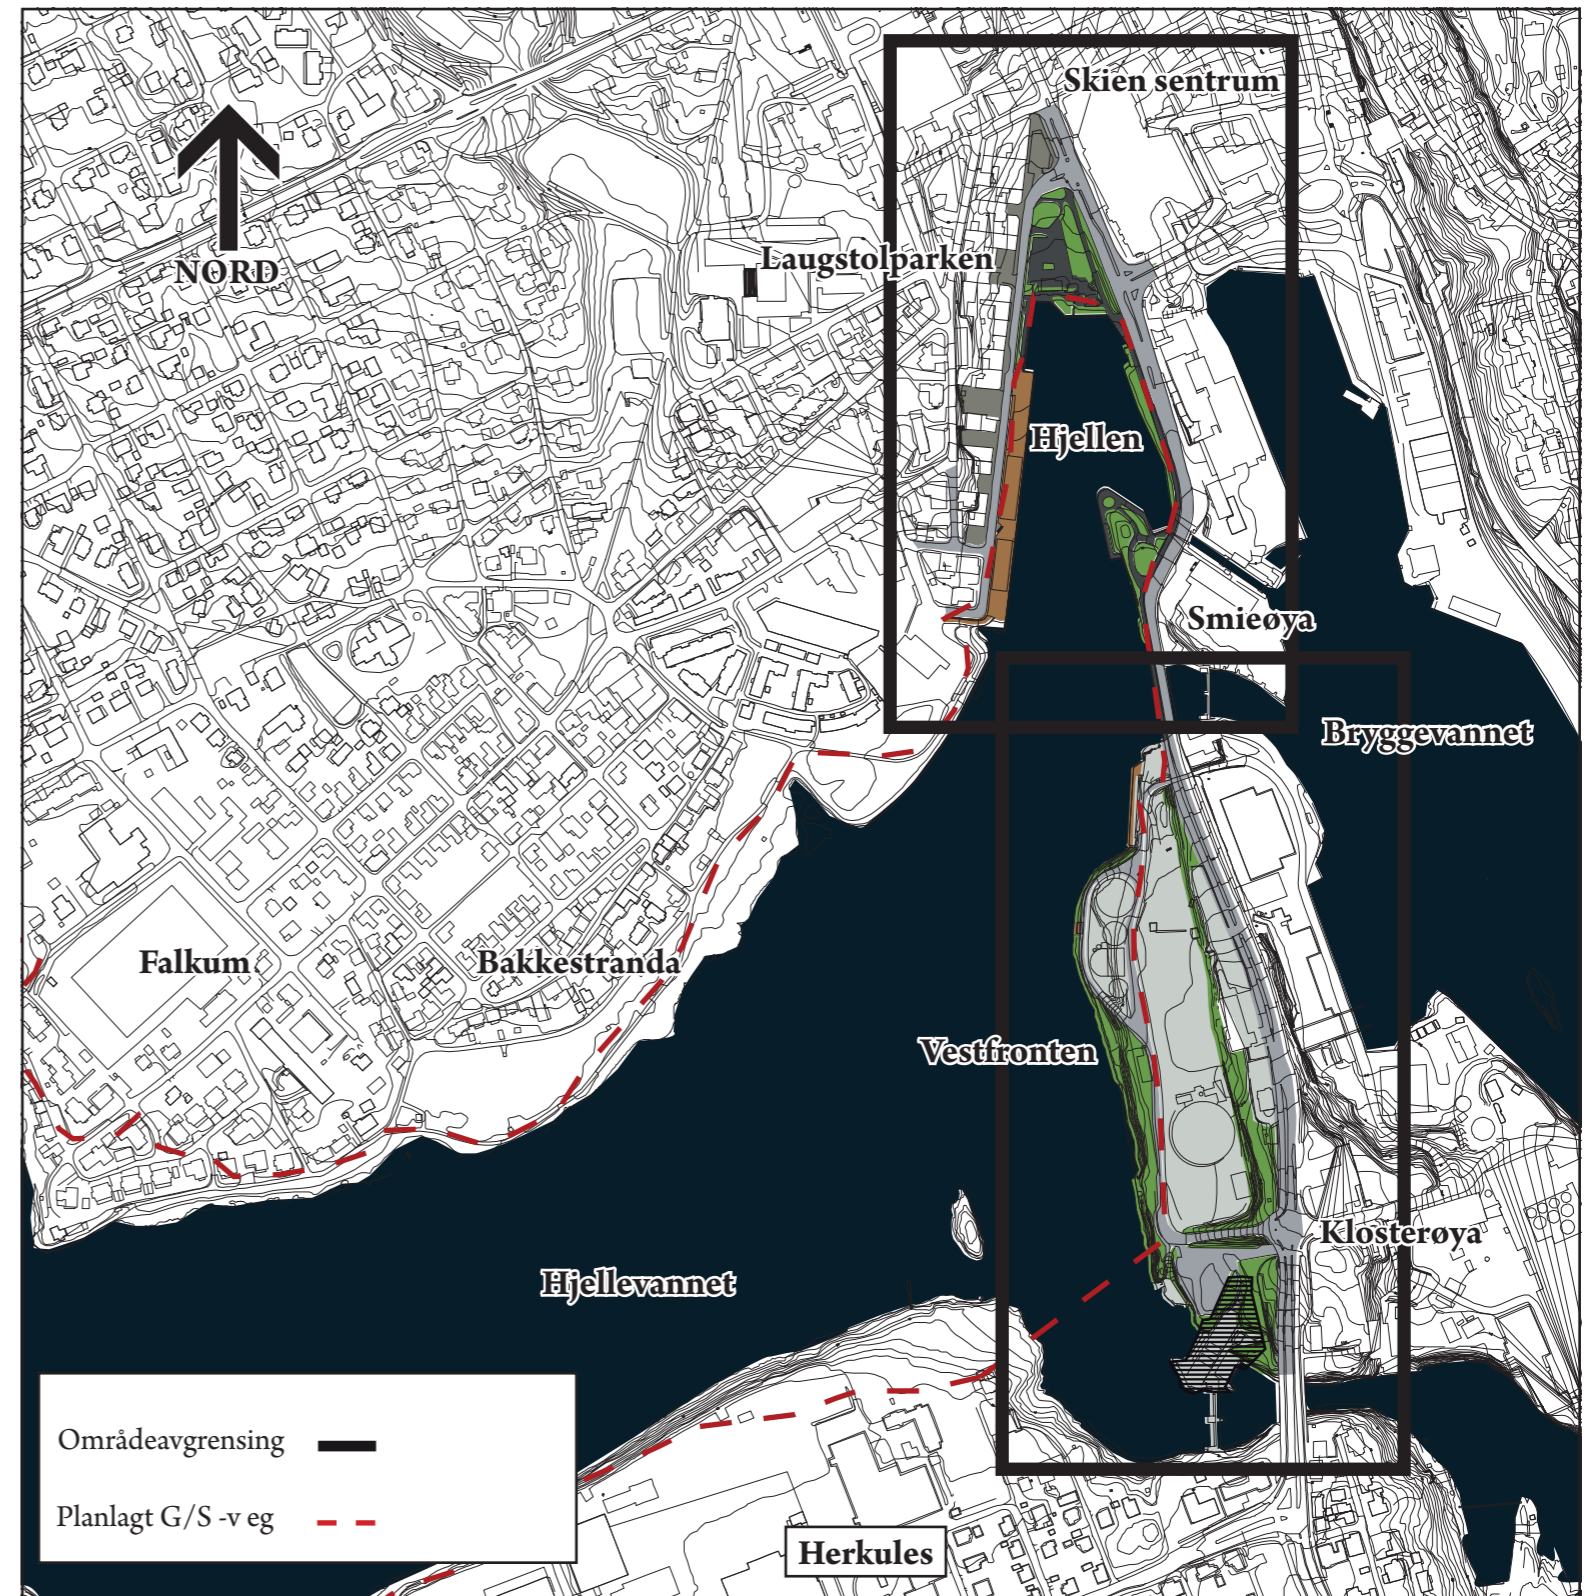 Skien sentrum
NORD
Laugstolparken
Hjellen
Smieøya
Bryggevannet
Falkum
Bakkestranda
Vestfronten
Klosterøya
Hjellevannet
Områdeavgrensing
Planlagt G/S -v eg
Herkules